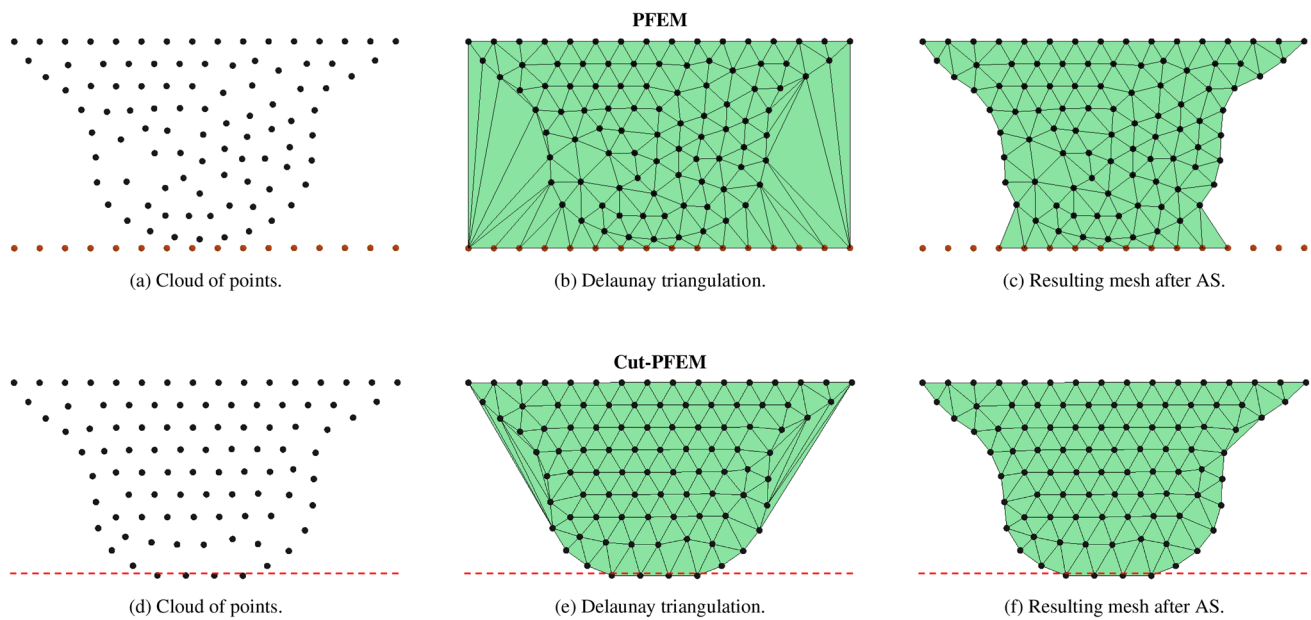 PFEM
(a) Cloud of points.
(b) Delaunay triangulation.
(c) Resulting mesh after AS.
Cut-PFEM
(d) Cloud of points.
(e) Delaunay triangulation.
(f) Resulting mesh after AS.